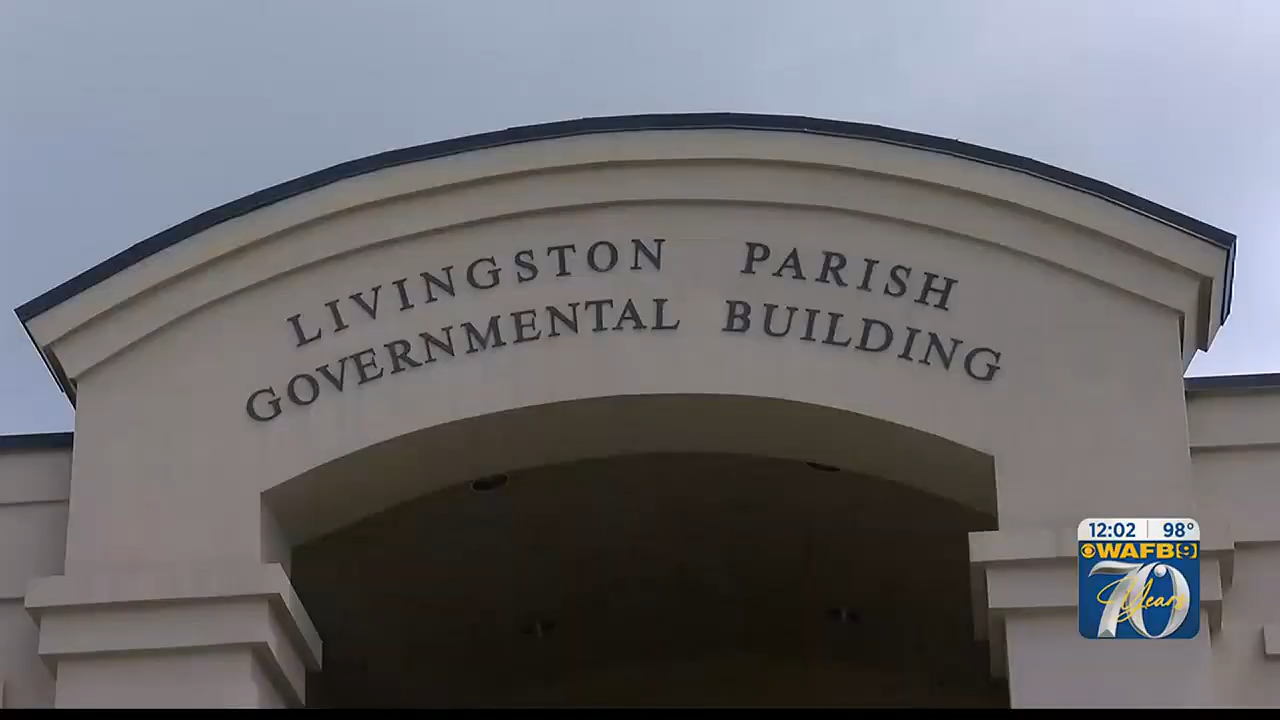 LIVINGSTON PARISH
GOVERNMENTAL BUILDING
12:02 98°
WAFB 9
70
Years